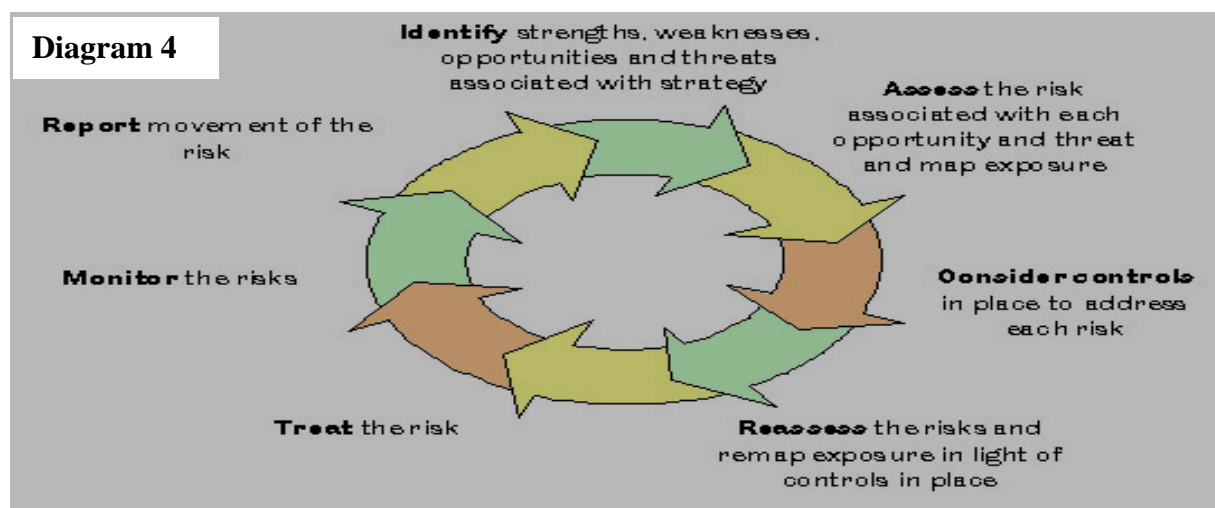 Diagram 4
Identify strengths, weaknesses,
opportunities and threats
associated with strategy
Assess the risk
associated with each
opportunity and threat
and map exposure
Consider controls
in place to address
each risk
Reassess the risks and
remap exposure in light of
controls in place
Treat the risk
Monitor the risks
Report movement of the
risk